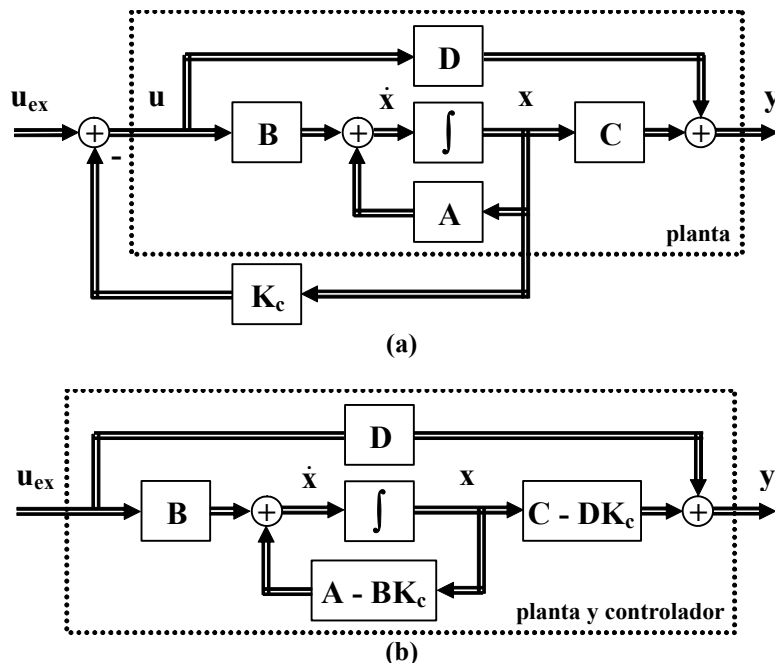 D
u_ex u ẋ x y
+ B + ∫ C +
-
A
planta
K_c
(a)
D
u_ex ẋ x y
B + ∫ C - DK_c +
A - BK_c
planta y controlador
(b)